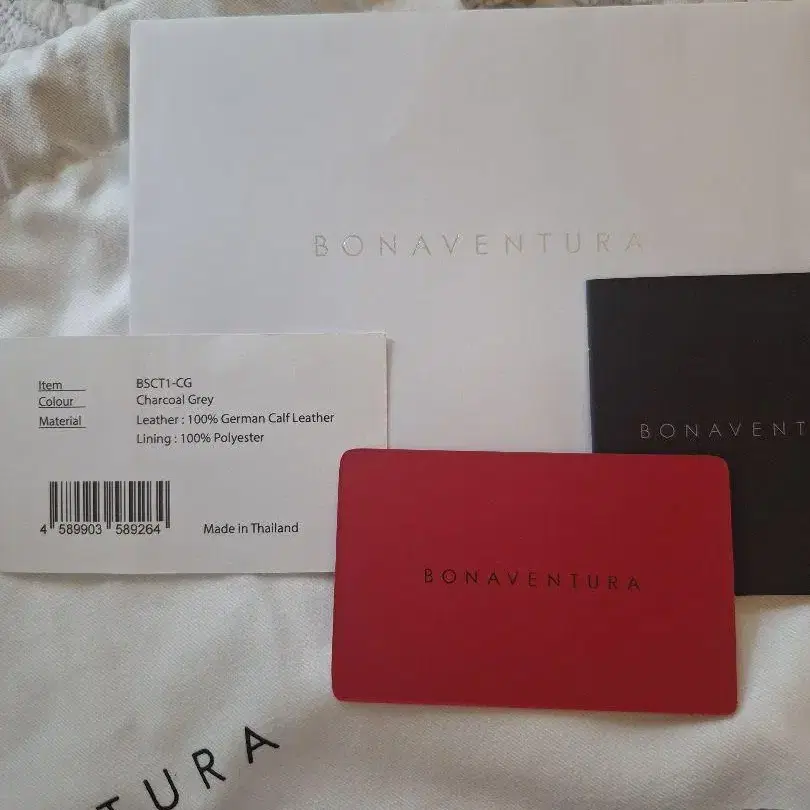 BONAVENTURA
Item BSCT1-CG
Colour Charcoal Grey
Material Leather : 100% German Calf Leather
Lining : 100% Polyester
4 589903 589264
Made in Thailand
BONAVENT
BONAVENTURA
TURA